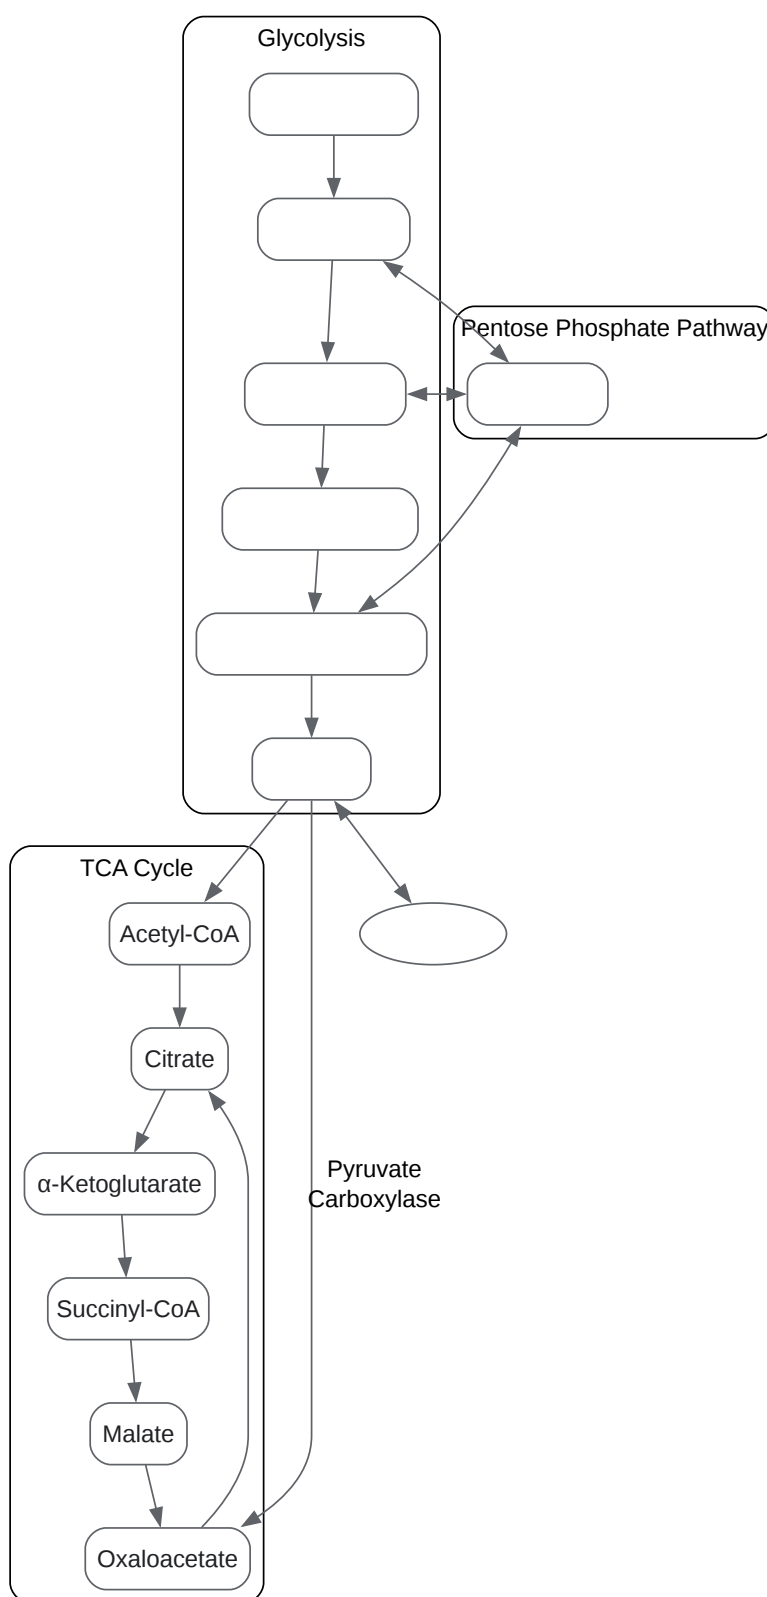 Glycolysis
Pentose Phosphate Pathway
TCA Cycle
Acetyl-CoA
Citrate
Pyruvate
Carboxylase
α-Ketoglutarate
Succinyl-CoA
Malate
Oxaloacetate